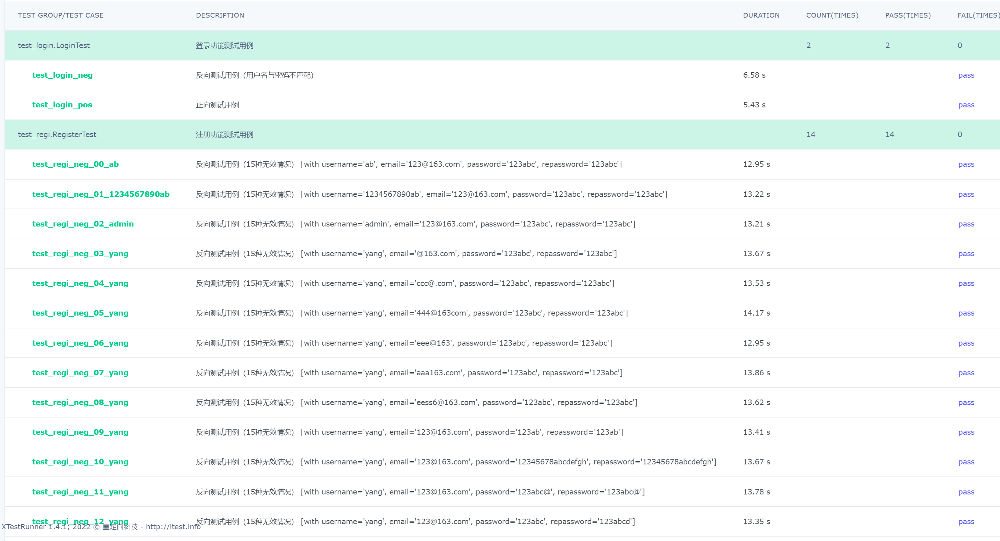 TEST GROUP/TEST CASE DESCRIPTION DURATION COUNT(TIMES) PASS(TIMES) FAIL(TIMES)
test_login.LoginTest 登录功能测试用例 2 2 0
test_login_neg 反向测试用例（用户名与密码不匹配） 6.58 s pass
test_login_pos 正向测试用例 5.43 s pass
test_regi.RegisterTest 注册功能测试用例 14 14 0
test_regi_neg_00_ab 反向测试用例（15种无效情况） [with username='ab', email='123@163.com', password='123abc', repassword='123abc'] 12.95 s pass
test_regi_neg_01_1234567890ab 反向测试用例（15种无效情况） [with username='1234567890ab', email='123@163.com', password='123abc', repassword='123abc'] 13.22 s pass
test_regi_neg_02_admin 反向测试用例（15种无效情况） [with username='admin', email='123@163.com', password='123abc', repassword='123abc'] 13.21 s pass
test_regi_neg_03_yang 反向测试用例（15种无效情况） [with username='yang', email='@163.com', password='123abc', repassword='123abc'] 13.67 s pass
test_regi_neg_04_yang 反向测试用例（15种无效情况） [with username='yang', email='ccc@.com', password='123abc', repassword='123abc'] 13.53 s pass
test_regi_neg_05_yang 反向测试用例（15种无效情况） [with username='yang', email='444@163com', password='123abc', repassword='123abc'] 14.17 s pass
test_regi_neg_06_yang 反向测试用例（15种无效情况） [with username='yang', email='eee@163', password='123abc', repassword='123abc'] 12.95 s pass
test_regi_neg_07_yang 反向测试用例（15种无效情况） [with username='yang', email='aaa163.com', password='123abc', repassword='123abc'] 13.86 s pass
test_regi_neg_08_yang 反向测试用例（15种无效情况） [with username='yang', email='eess6@163.com', password='123abc', repassword='123abc'] 13.62 s pass
test_regi_neg_09_yang 反向测试用例（15种无效情况） [with username='yang', email='123@163.com', password='123ab', repassword='123ab'] 13.41 s pass
test_regi_neg_10_yang 反向测试用例（15种无效情况） [with username='yang', email='123@163.com', password='12345678abcdefgh', repassword='12345678abcdefgh'] 13.67 s pass
test_regi_neg_11_yang 反向测试用例（15种无效情况） [with username='yang', email='123@163.com', password='123abc@', repassword='123abc@'] 13.78 s pass
test_regi_neg_12_yang 反向测试用例（15种无效情况） [with username='yang', email='123@163.com', password='123abc', repassword='123abcd'] 13.35 s pass
XTestRunner 1.4.1; 2022 © 重定向科技 - http://itest.info